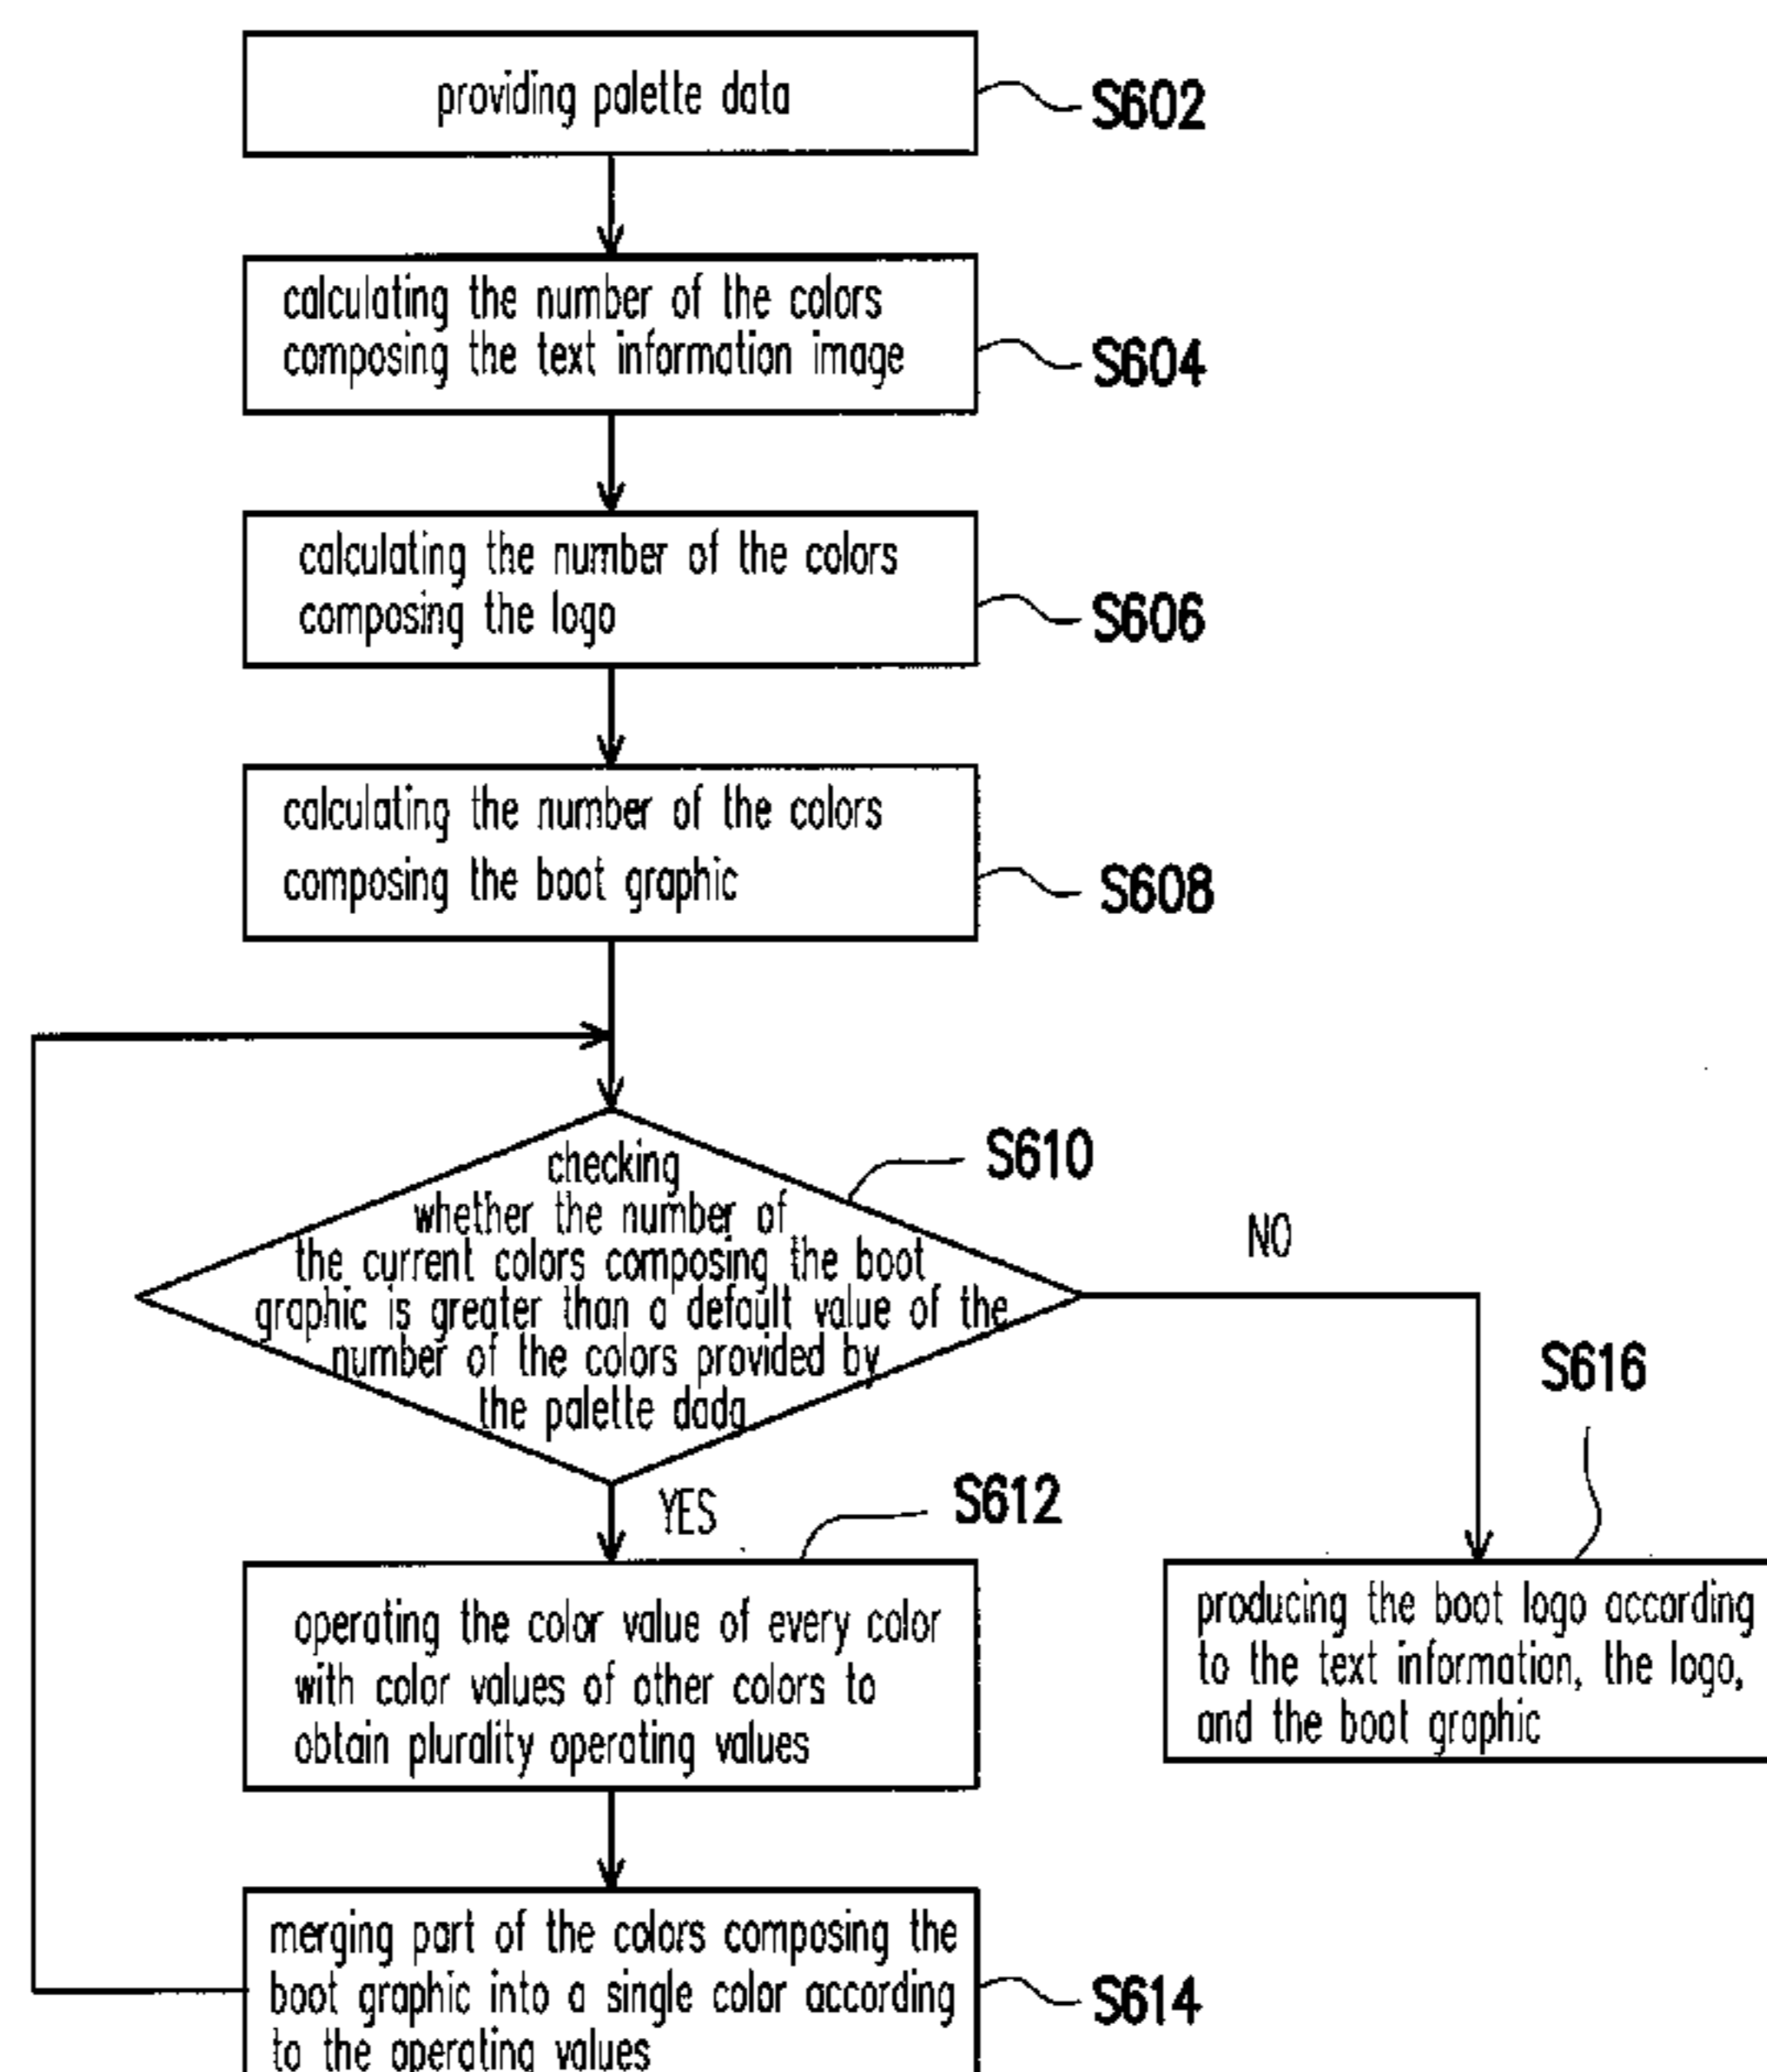 providing palette data
S602
calculating the number of the colors
composing the text information image
S604
calculating the number of the colors
composing the logo
S606
calculating the number of the colors
composing the boot graphic
S608
checking
whether the number of
the current colors composing the boot
graphic is greater than a default value of the
number of the colors provided by
the palette dada
S610
NO
YES
S612
operating the color value of every color
with color values of other colors to
obtain plurality operating values
S616
producing the boot logo according
to the text information, the logo,
and the boot graphic
merging part of the colors composing the
boot graphic into a single color according
to the operating values
S614